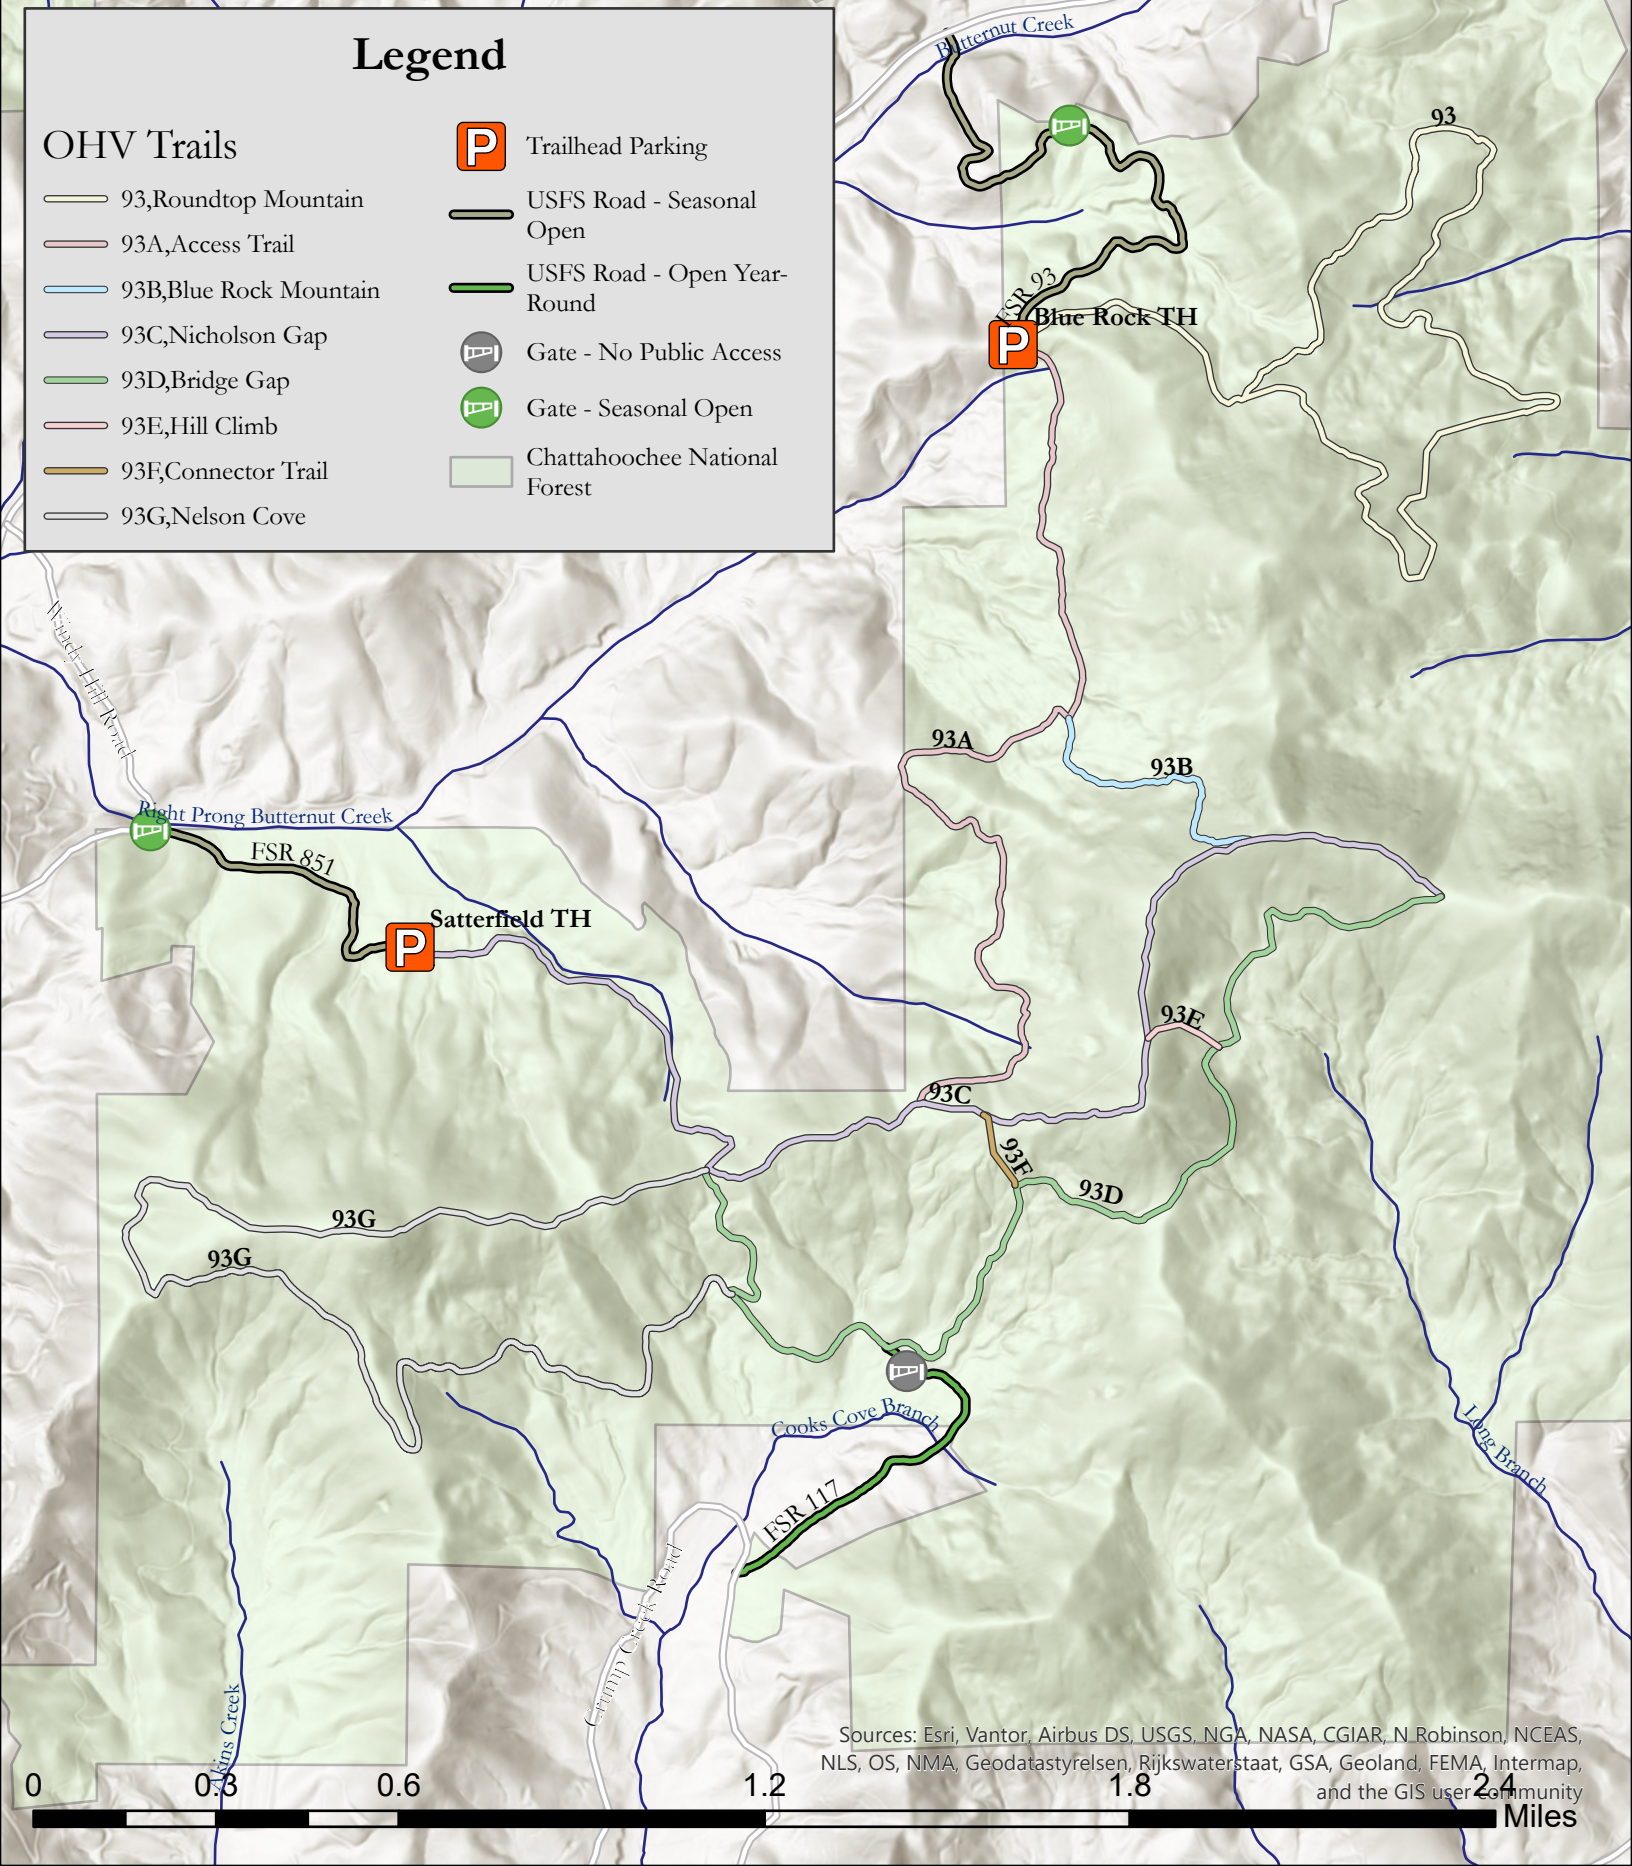 Legend
OHV Trails
93,Roundtop Mountain
93A,Access Trail
93B,Blue Rock Mountain
93C,Nicholson Gap
93D,Bridge Gap
93E,Hill Climb
93F,Connector Trail
93G,Nelson Cove
Trailhead Parking
USFS Road - Seasonal
Open
USFS Road - Open Year-
Round
Gate - No Public Access
Gate - Seasonal Open
Chattahoochee National
Forest
P
Butternut Creek
93
FSR 93
Blue Rock TH
P
Windy Hill Road
93A
93B
Right Prong Butternut Creek
FSR 851
Satterfield TH
P
93E
93C
93F
93D
93G
93G
Cooks Cove Branch
FSR 117
Long Branch
Crump Creek Road
Akins Creek
Sources: Esri, Vantor, Airbus DS, USGS, NGA, NASA, CGIAR, N Robinson, NCEAS,
NLS, OS, NMA, Geodatastyrelsen, Rijkswaterstaat, GSA, Geoland, FEMA, Intermap,
and the GIS user community
0 0.3 0.6 1.2 1.8 2.4
Miles